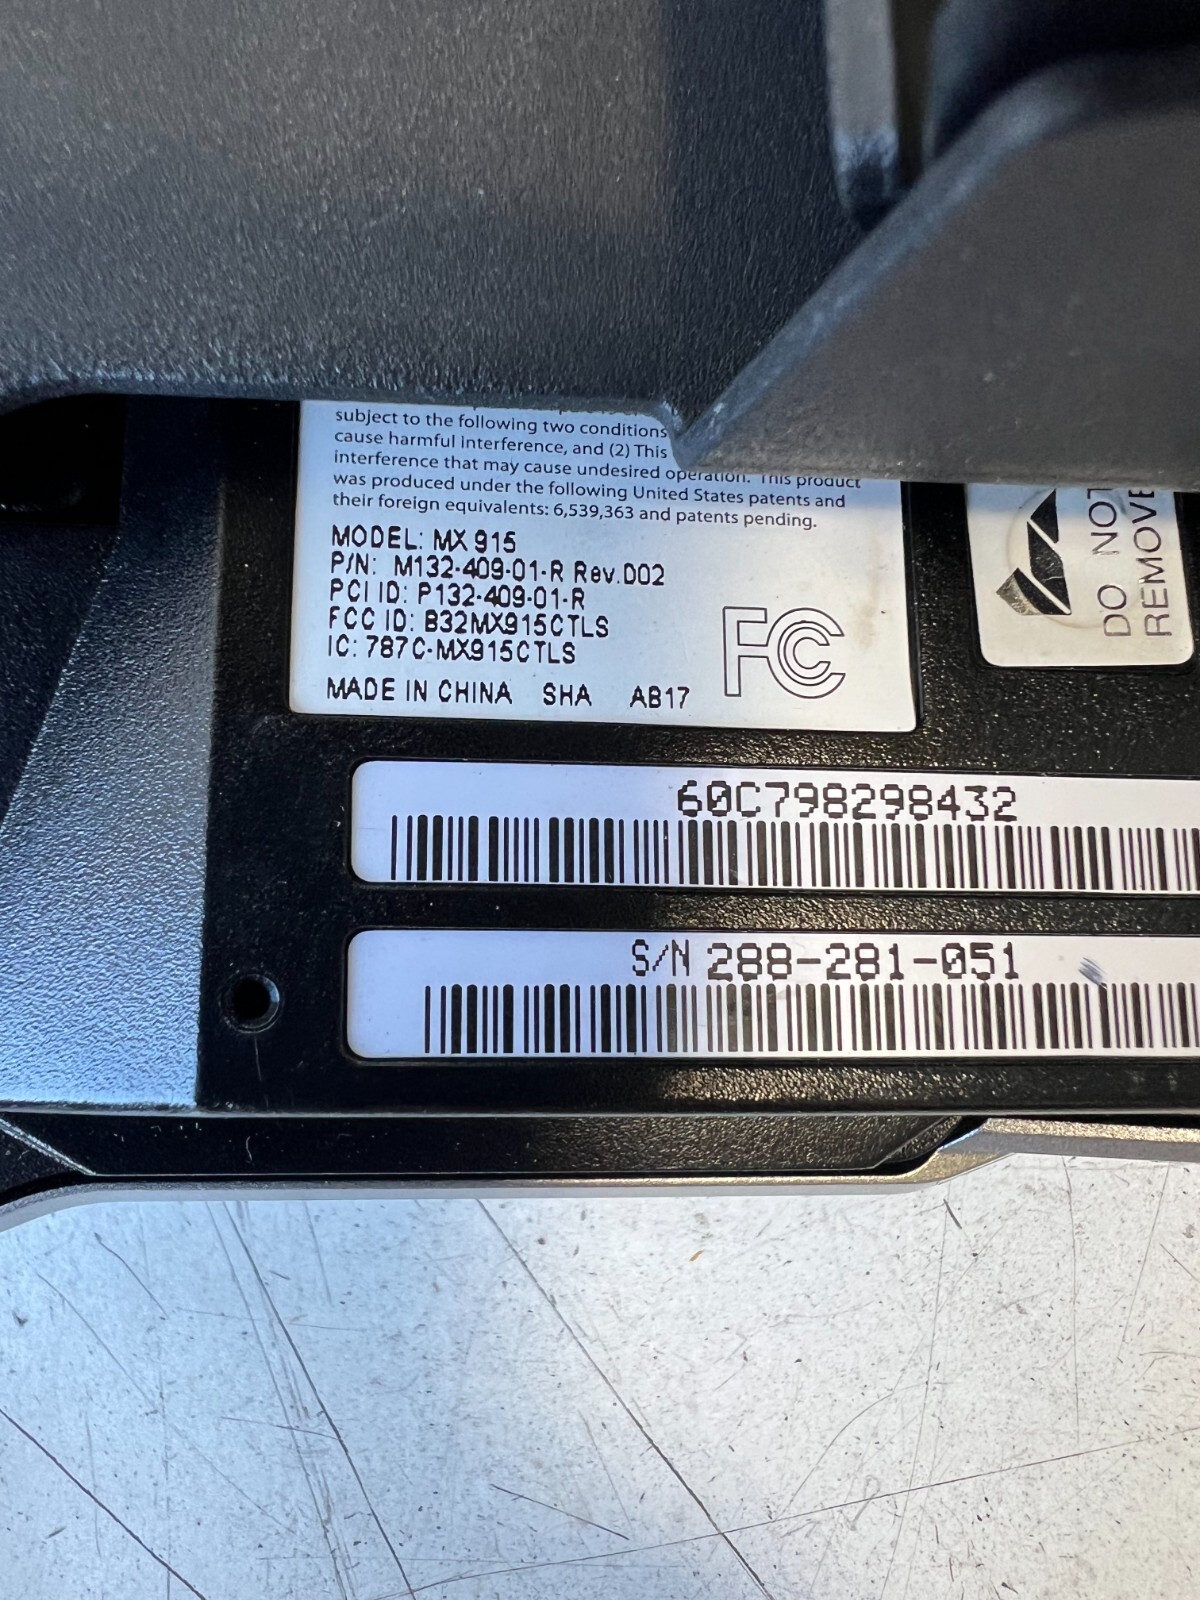 subject to the following two conditions
cause harmful interference, and (2) This
interference that may cause undesired operation. This product
was produced under the following United States patents and
their foreign equivalents: 6,539,363 and patents pending.
MODEL: MX 915
P/N: M132-409-01-R Rev.D02
PCI ID: P132-409-01-R
FCC ID: B32MX915CTLS
IC: 787C-MX915CTLS
MADE IN CHINA SHA AB17
FC
DO NOT
REMOVE
60C798298432
S/N 288-281-051